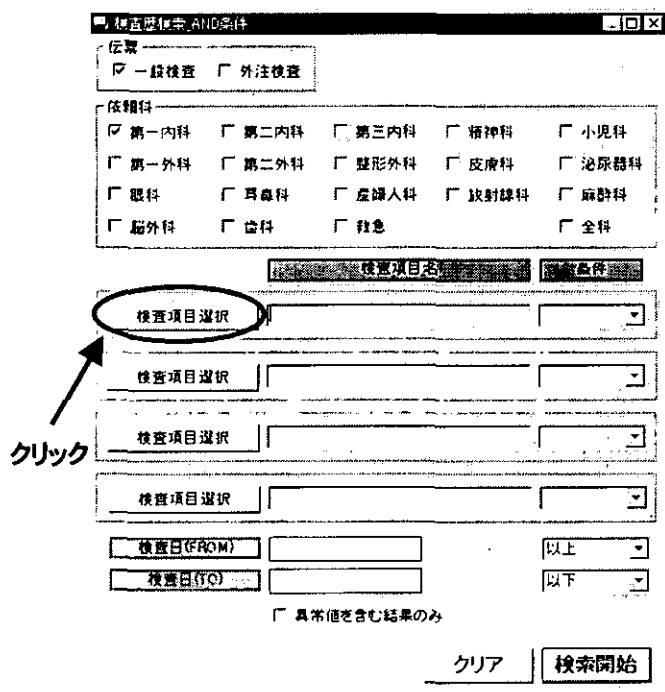 検査歴検索_AND条件
伝票
一般検査 外注検査
依頼科
第一内科 第二内科 第三内科 精神科 小児科
第一外科 第二外科 整形外科 皮膚科 泌尿器科
眼科 耳鼻科 産婦人科 放射線科 麻酔科
脳外科 歯科 救急 全科
検査項目名 条件
検査項目選択
検査項目選択
クリック
検査項目選択
検査項目選択
検査日(FROM) 以上
検査日(TO) 以下
異常値を含む結果のみ
クリア 検索開始